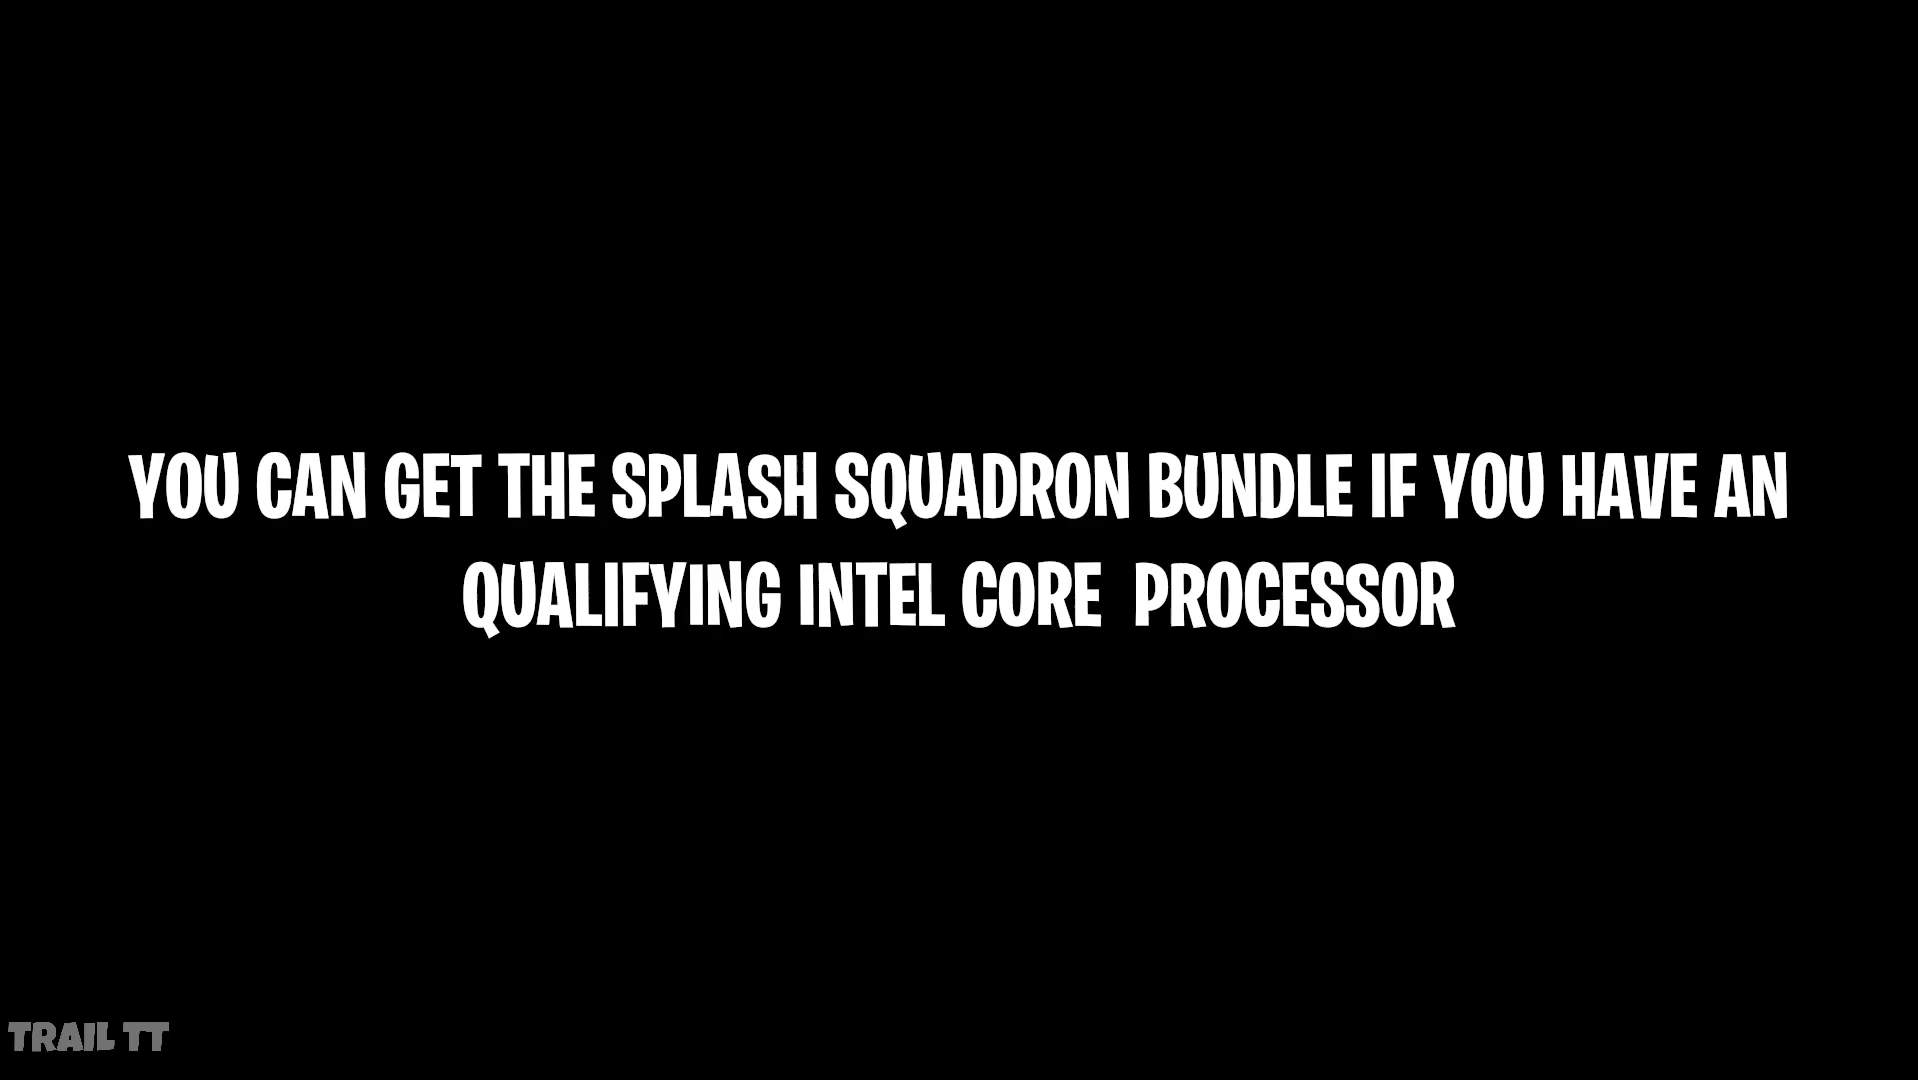 YOU CAN GET THE SPLASH SQUADRON BUNDLE IF YOU HAVE AN
QUALIFYING INTEL CORE  PROCESSOR
TRAIL TT